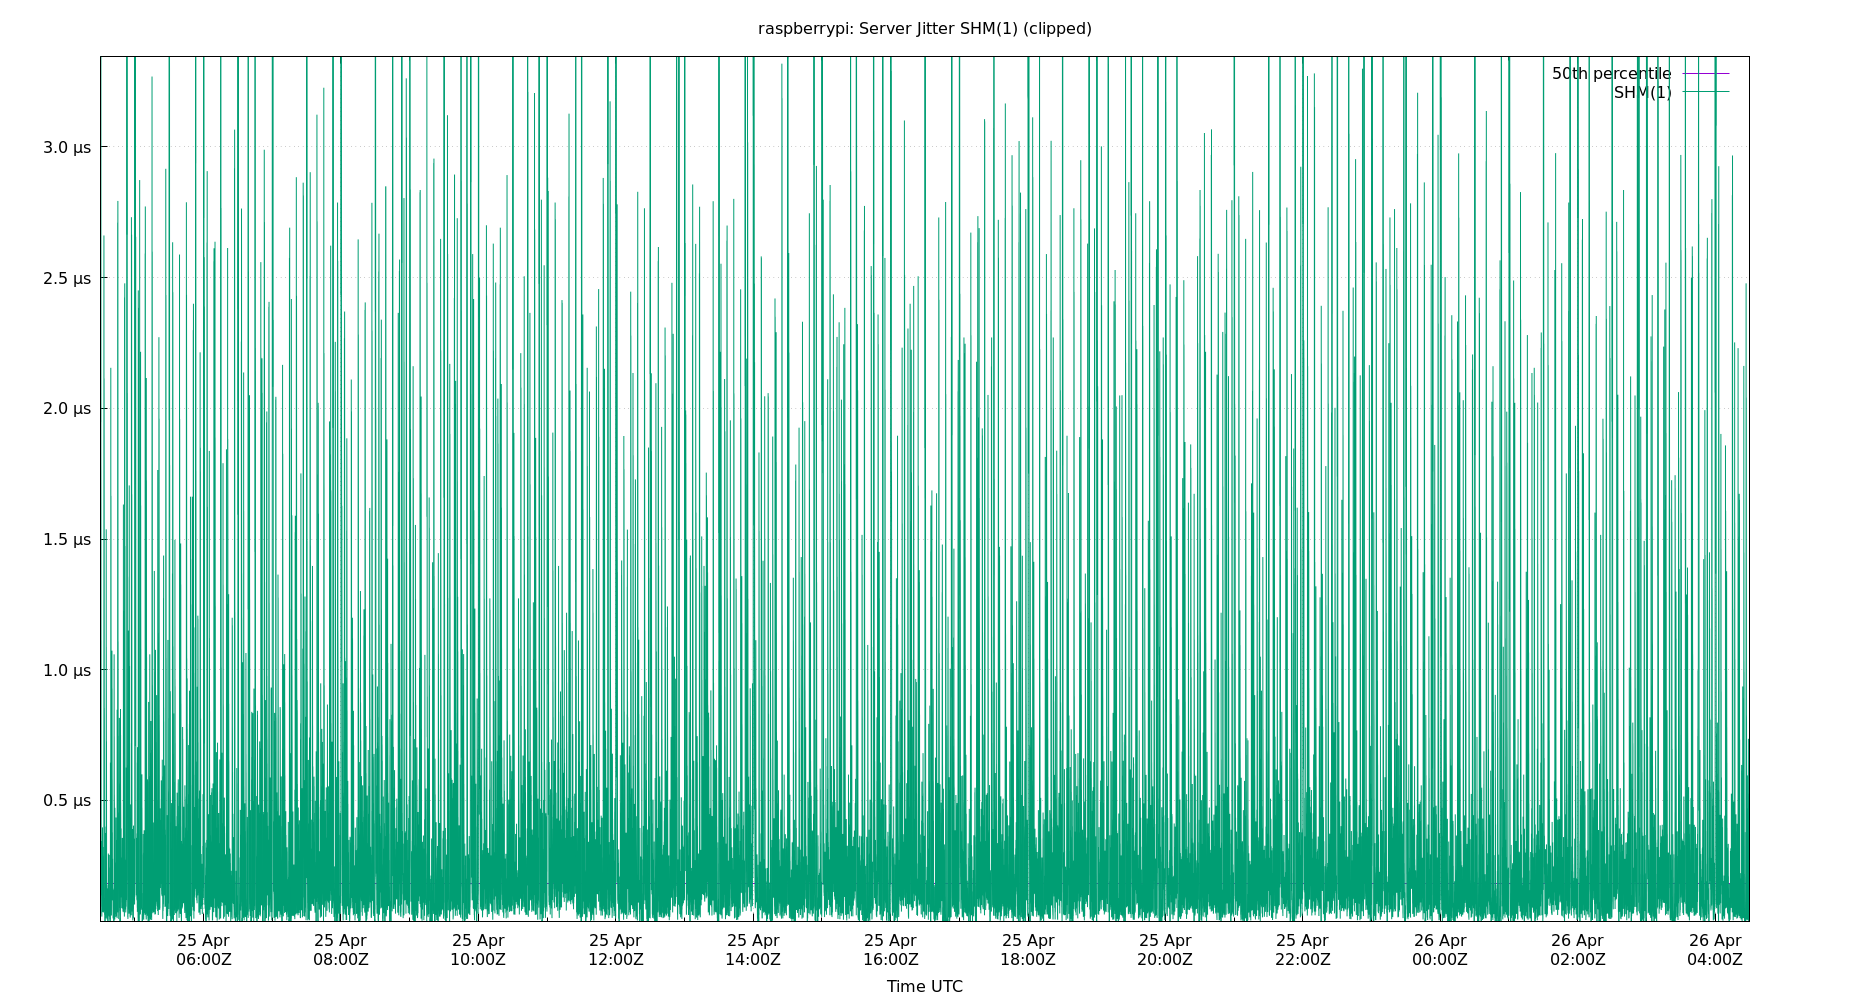 raspberrypi: Server Jitter SHM(1) (clipped)
50th percentile
SHM(1)
3.0 µs
2.5 µs
2.0 µs
1.5 µs
1.0 µs
0.5 µs
25 Apr 25 Apr 25 Apr 25 Apr 25 Apr 25 Apr 25 Apr 25 Apr 25 Apr 26 Apr 26 Apr 26 Apr
06:00Z 08:00Z 10:00Z 12:00Z 14:00Z 16:00Z 18:00Z 20:00Z 22:00Z 00:00Z 02:00Z 04:00Z
Time UTC